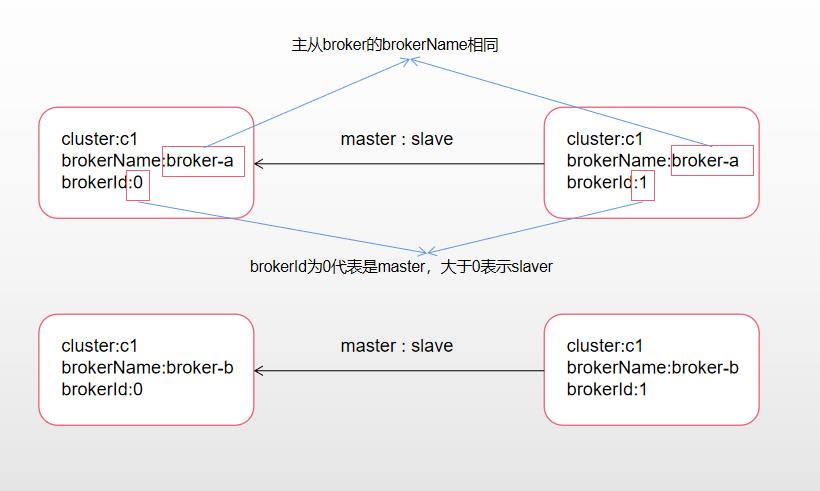 主从broker的brokerName相同
cluster:c1
brokerName:broker-a
brokerId:0
master : slave
cluster:c1
brokerName:broker-a
brokerId:1
brokerId为0代表是master，大于0表示slaver
cluster:c1
brokerName:broker-b
brokerId:0
master : slave
cluster:c1
brokerName:broker-b
brokerId:1